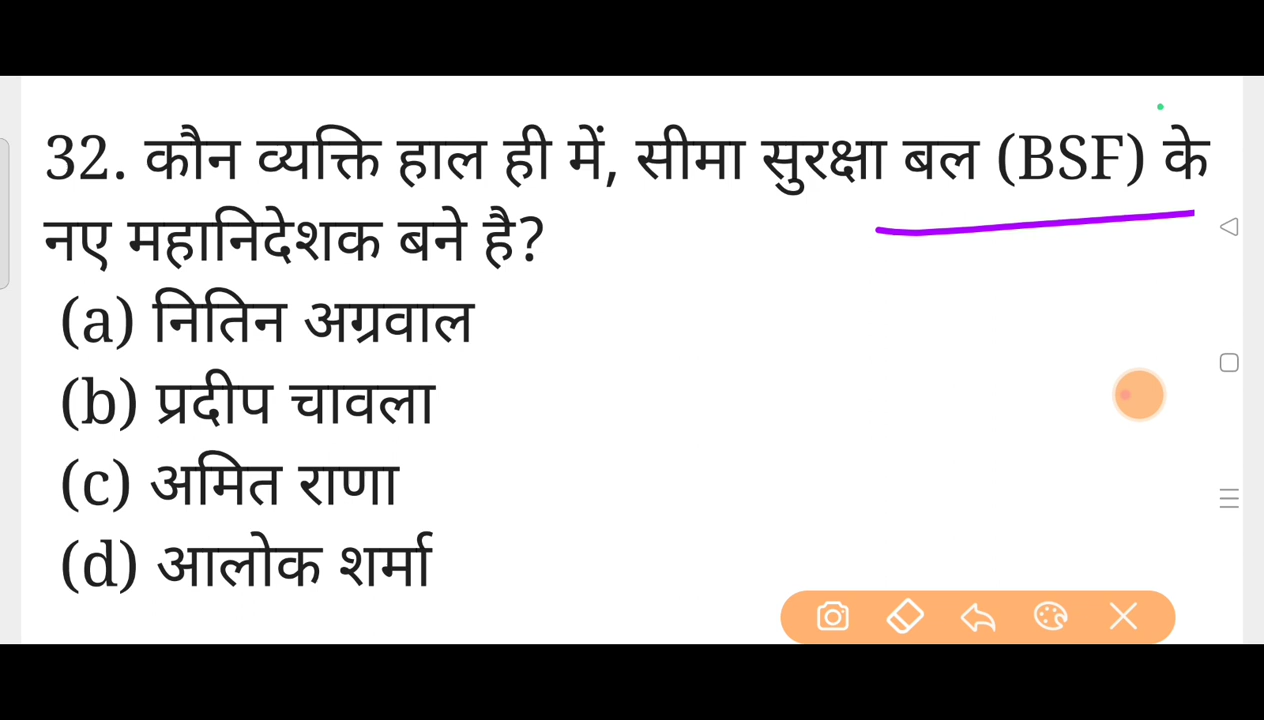 32. कौन व्यक्ति हाल ही में, सीमा सुरक्षा बल (BSF) के
नए महानिदेशक बने है?
(a) नितिन अग्रवाल
(b) प्रदीप चावला
(c) अमित राणा
(d) आलोक शर्मा